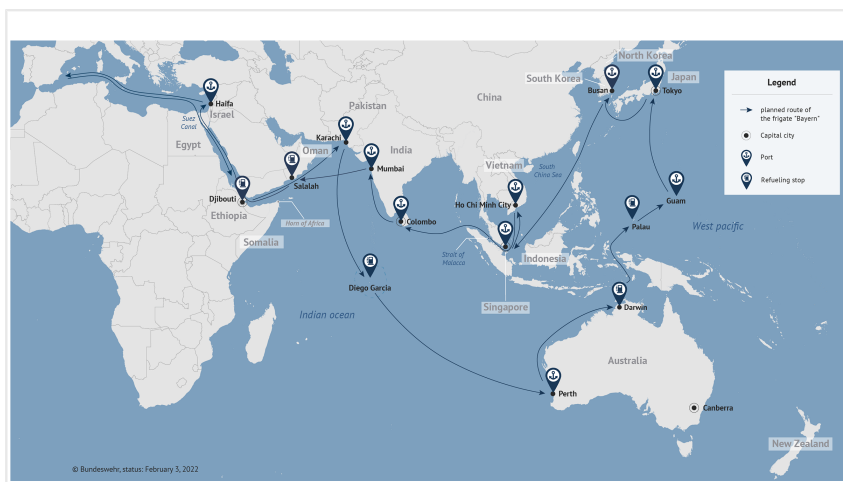 North Korea
South Korea
Japan
Busan
Tokyo
China
Haifa
Israel
Suez
Canal
Pakistan
Karachi
Egypt
Oman
India
Mumbai
Salalah
Vietnam
South
China Sea
Djibouti
Ethiopia
Horn of Africa
Somalia
Colombo
Ho Chi Minh City
Guam
Palau
West pacific
Strait of
Malacca
Indonesia
Singapore
Diego Garcia
Indian ocean
Darwin
Australia
Perth
Canberra
New Zealand
Legend
planned route of
the frigate "Bayern"
Capital city
Port
Refueling stop
© Bundeswehr, status: February 3, 2022